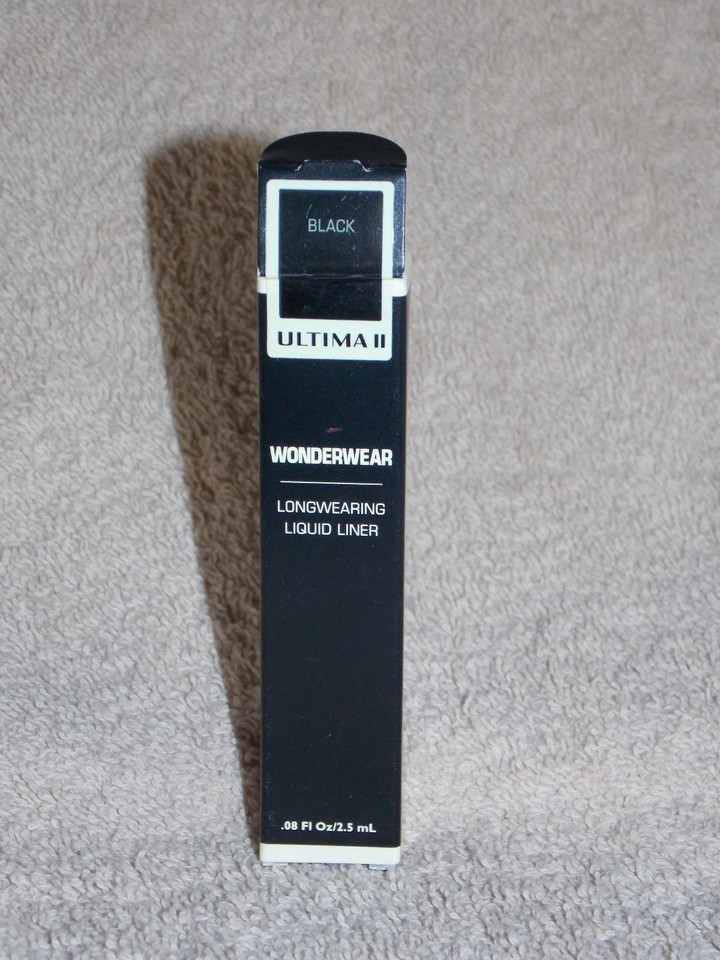 BLACK
ULTIMA II
WONDERWEAR
LONGWEARING
LIQUID LINER
.08 Fl Oz/2.5 mL